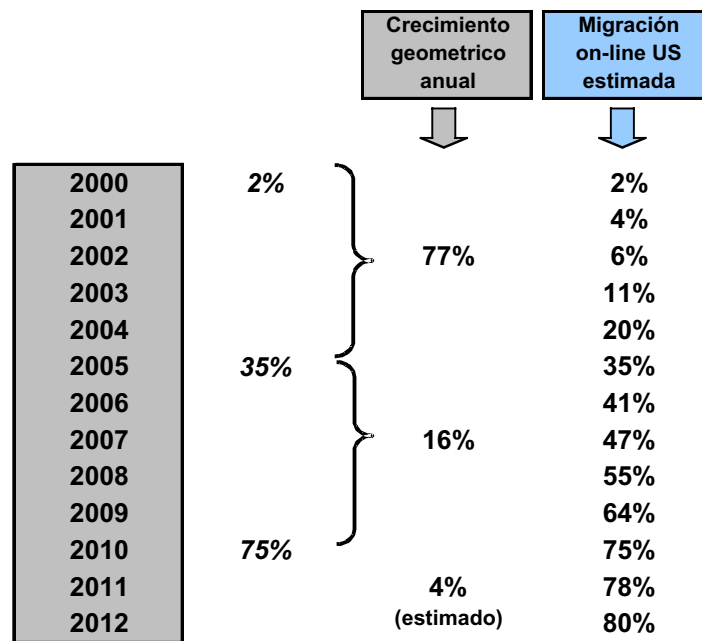 Crecimiento geometrico anual
Migración on-line US estimada
2000 2% 2%
2001 4%
2002 77% 6%
2003 11%
2004 20%
2005 35% 35%
2006 41%
2007 16% 47%
2008 55%
2009 64%
2010 75% 75%
2011 4% 78%
2012 (estimado) 80%